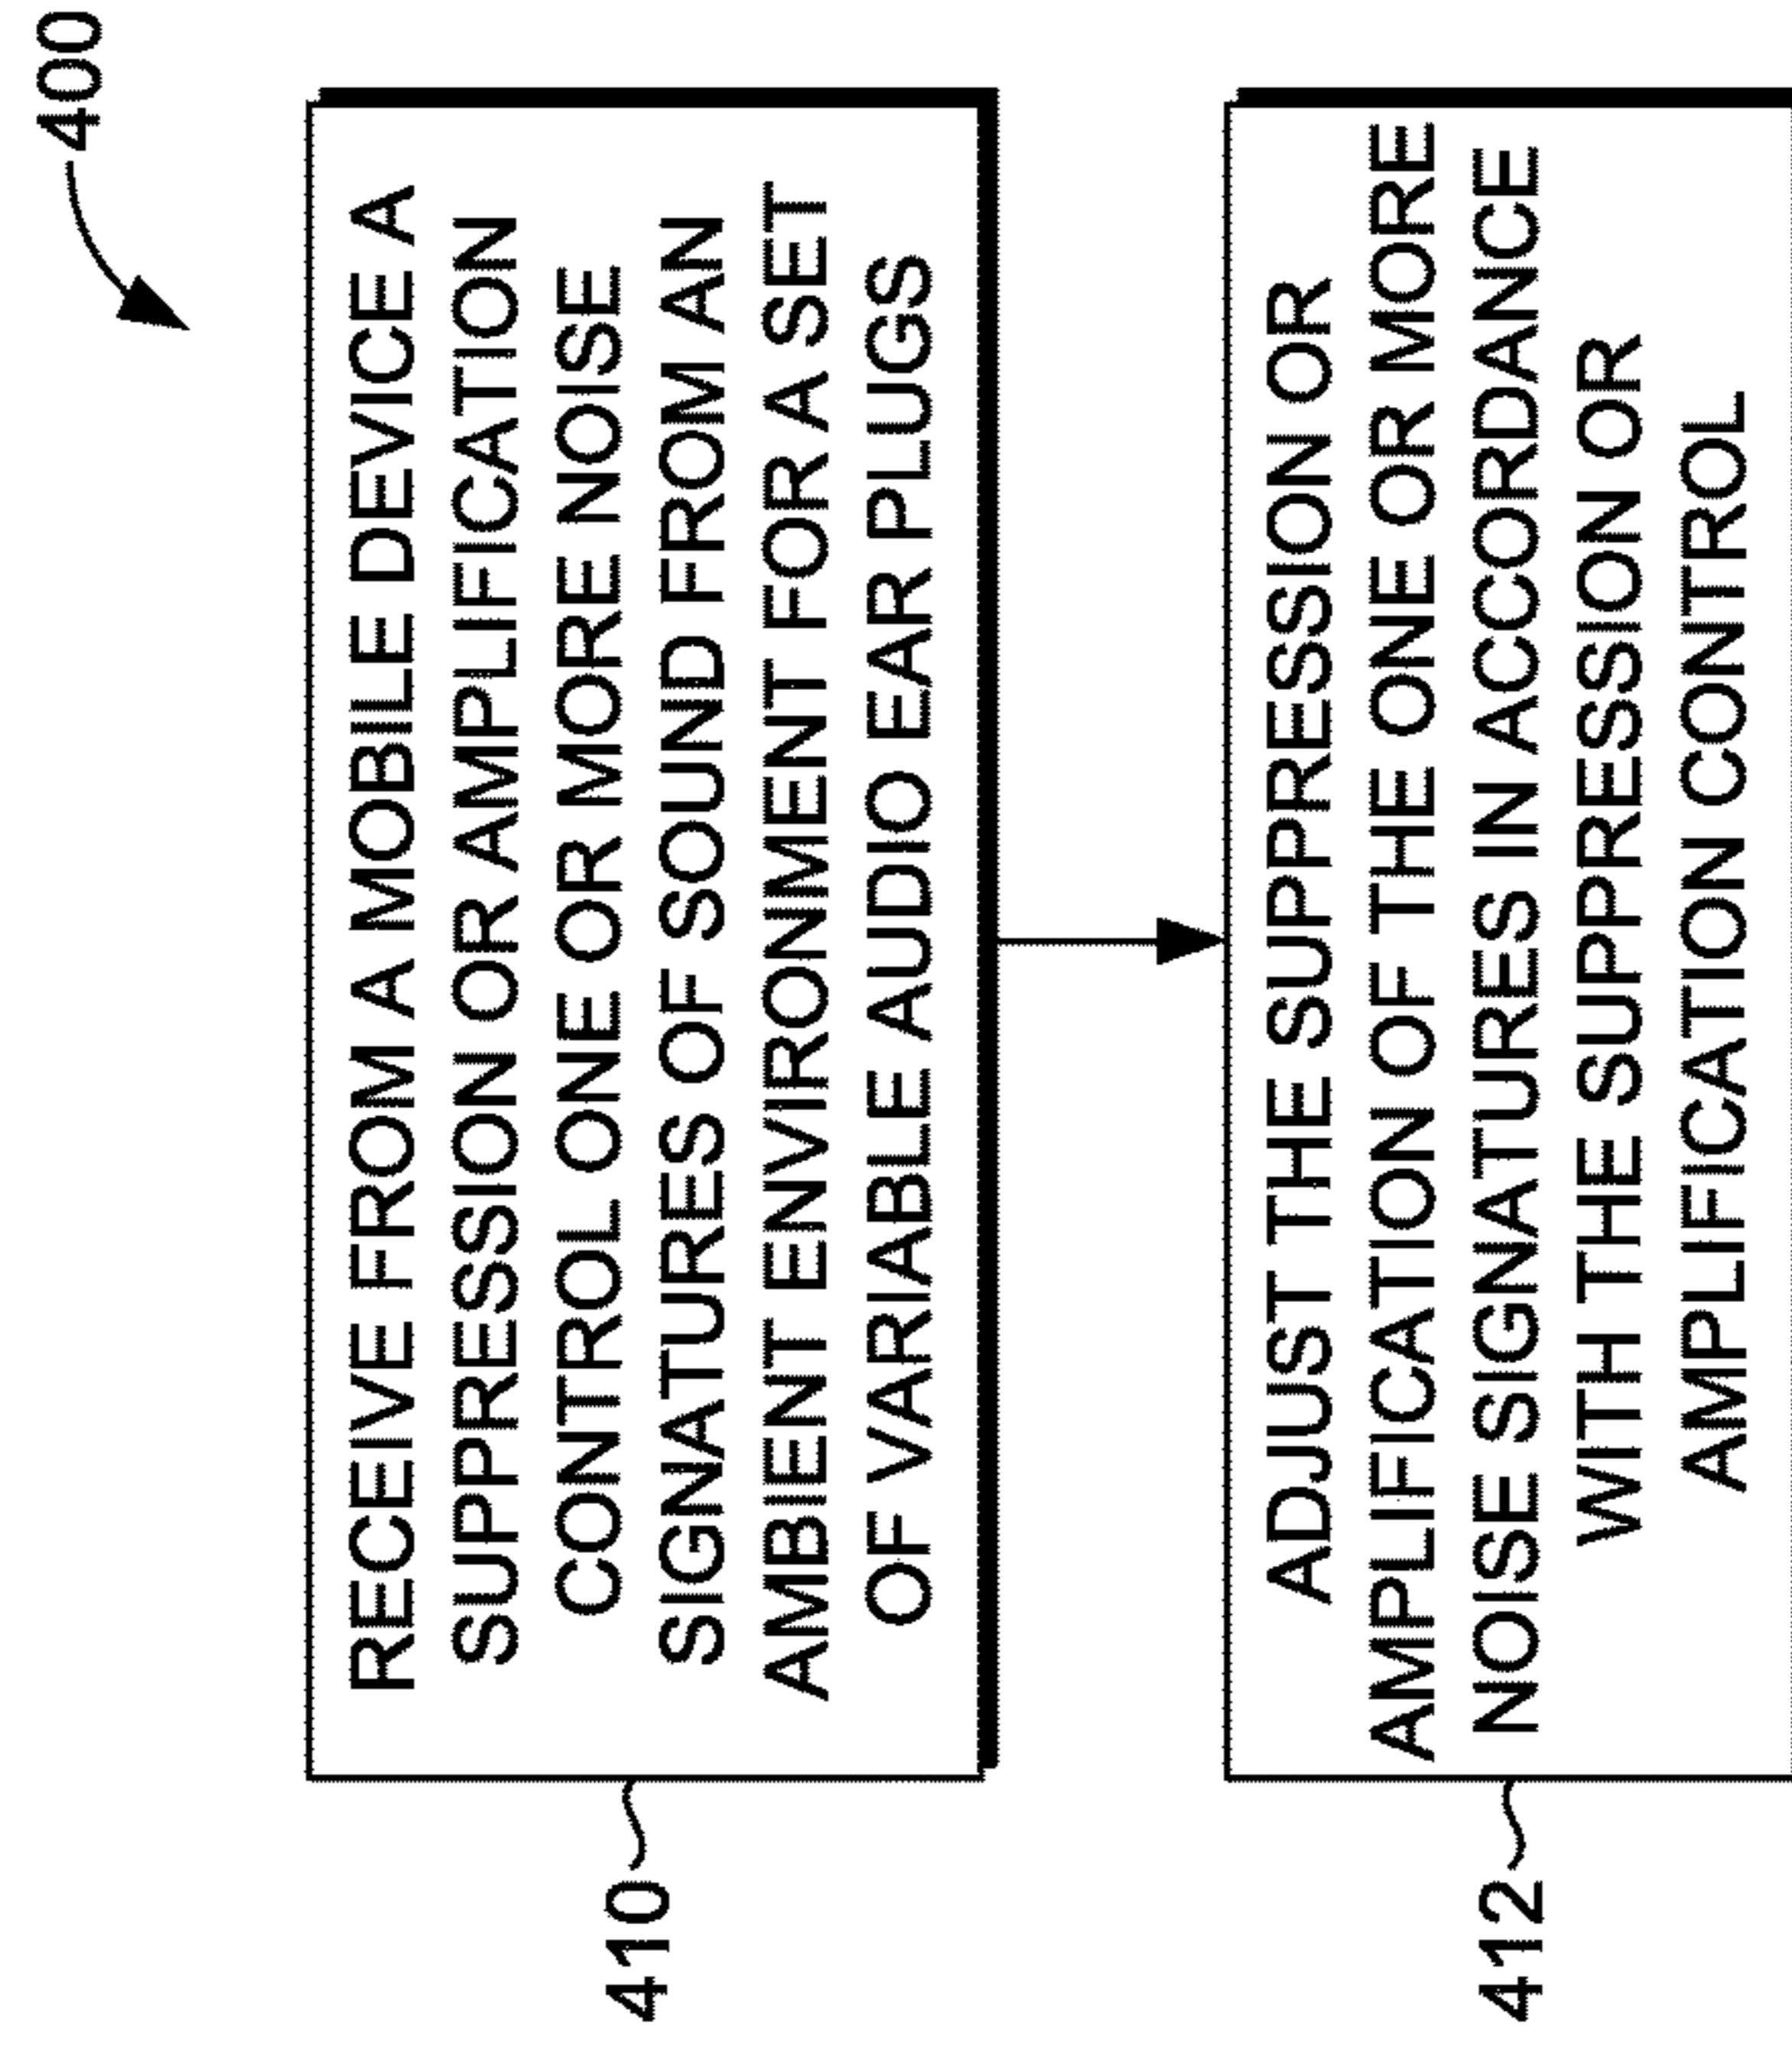 400
410
RECEIVE FROM A MOBILE DEVICE A
SUPPRESSION OR AMPLIFICATION
CONTROL ONE OR MORE NOISE
SIGNATURES OF SOUND FROM AN
AMBIENT ENVIRONMENT FOR A SET
OF VARIABLE AUDIO EAR PLUGS
412
ADJUST THE SUPPRESSION OR
AMPLIFICATION OF THE ONE OR MORE
NOISE SIGNATURES IN ACCORDANCE
WITH THE SUPPRESSION OR
AMPLIFICATION CONTROL